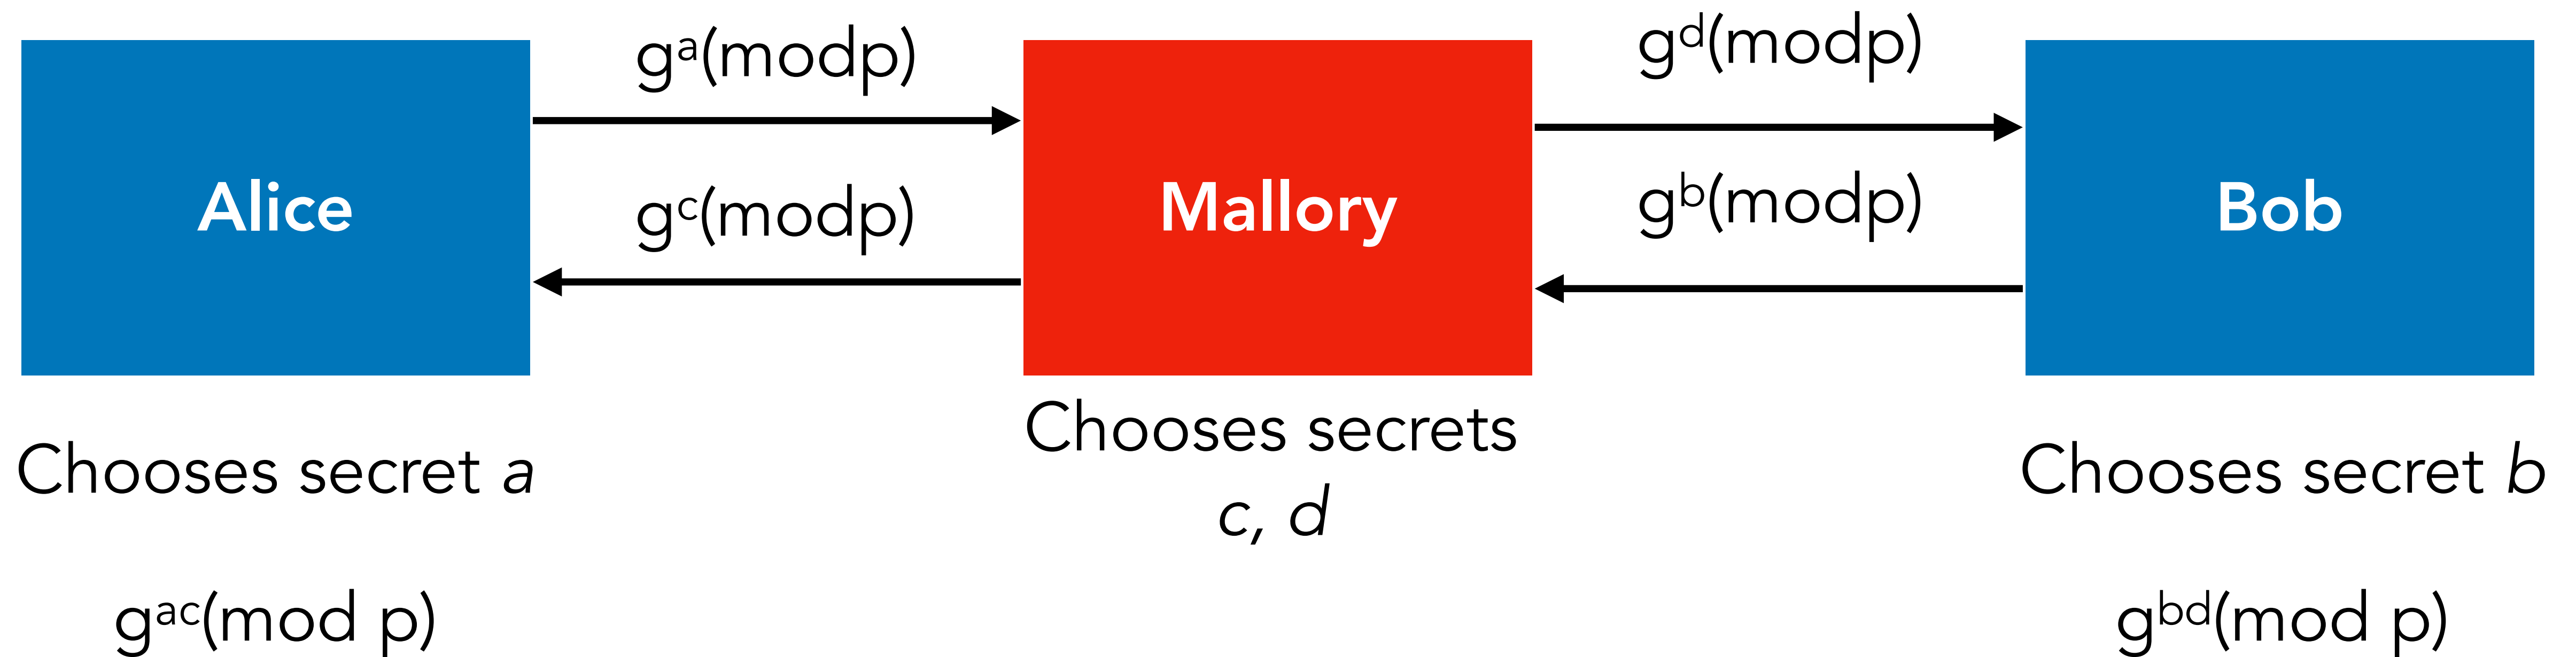 gᵃ(modp)
gᵈ(modp)
Alice
gᶜ(modp)
Mallory
gᵇ(modp)
Bob
Chooses secret a
Chooses secrets
c, d
Chooses secret b
gᵃᶜ(mod p)
gᵇᵈ(mod p)